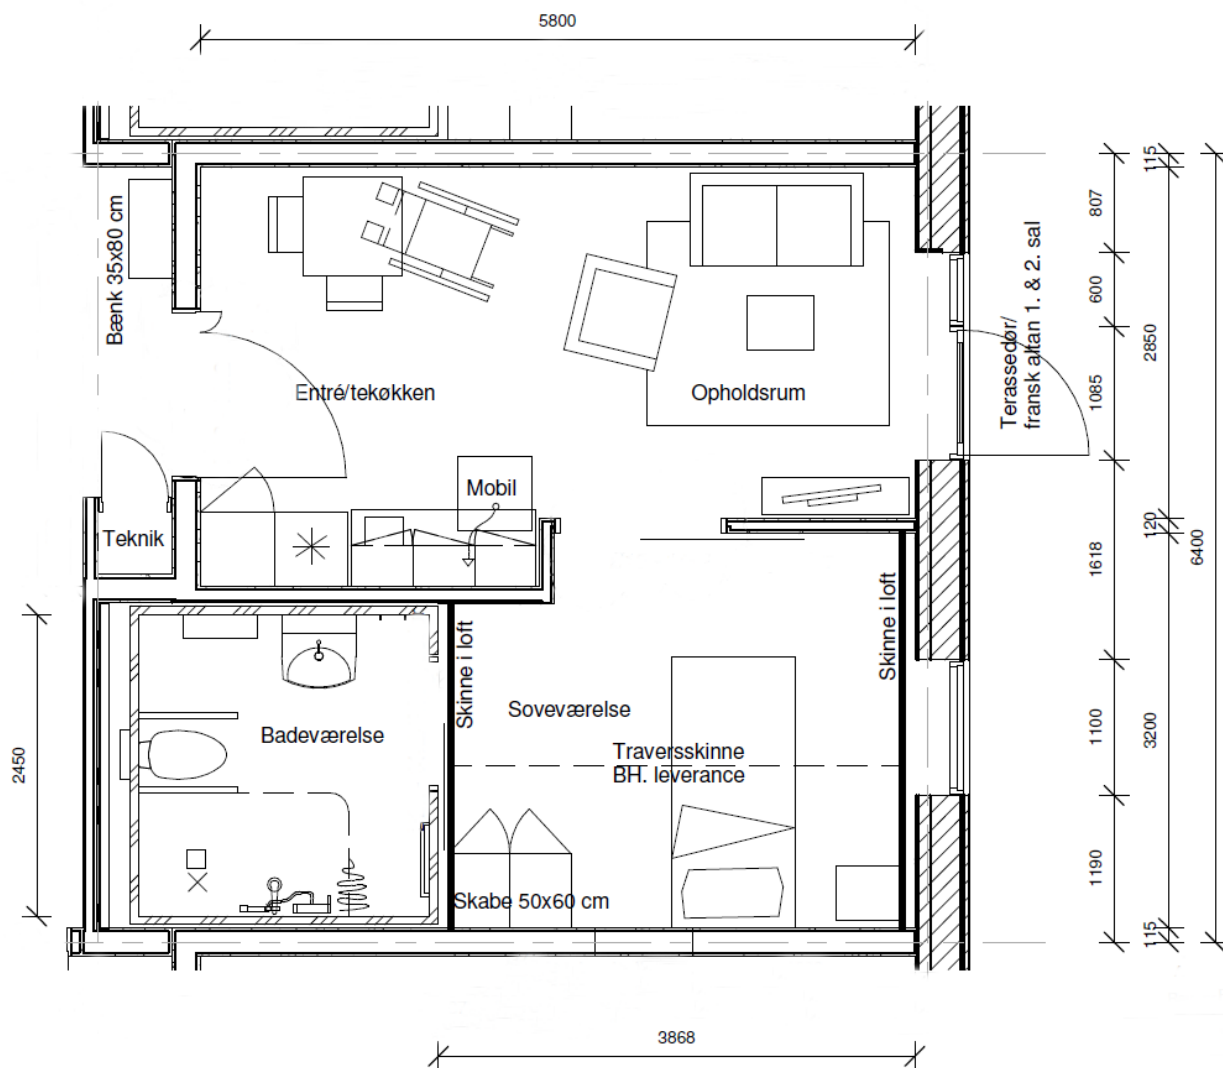 5800
115
807
Bænk 35x80 cm
600
Terassedør/
fransk altan 1. & 2. sal
2850
1085
Entré/tekøkken
Opholdsrum
Mobil
Teknik
120
1618
6400
Skinne i loft
Skinne i loft
Soveværelse
Badeværelse
Traversskinne
BH. leverance
1100
3200
2450
1190
Skabe 50x60 cm
115
3868